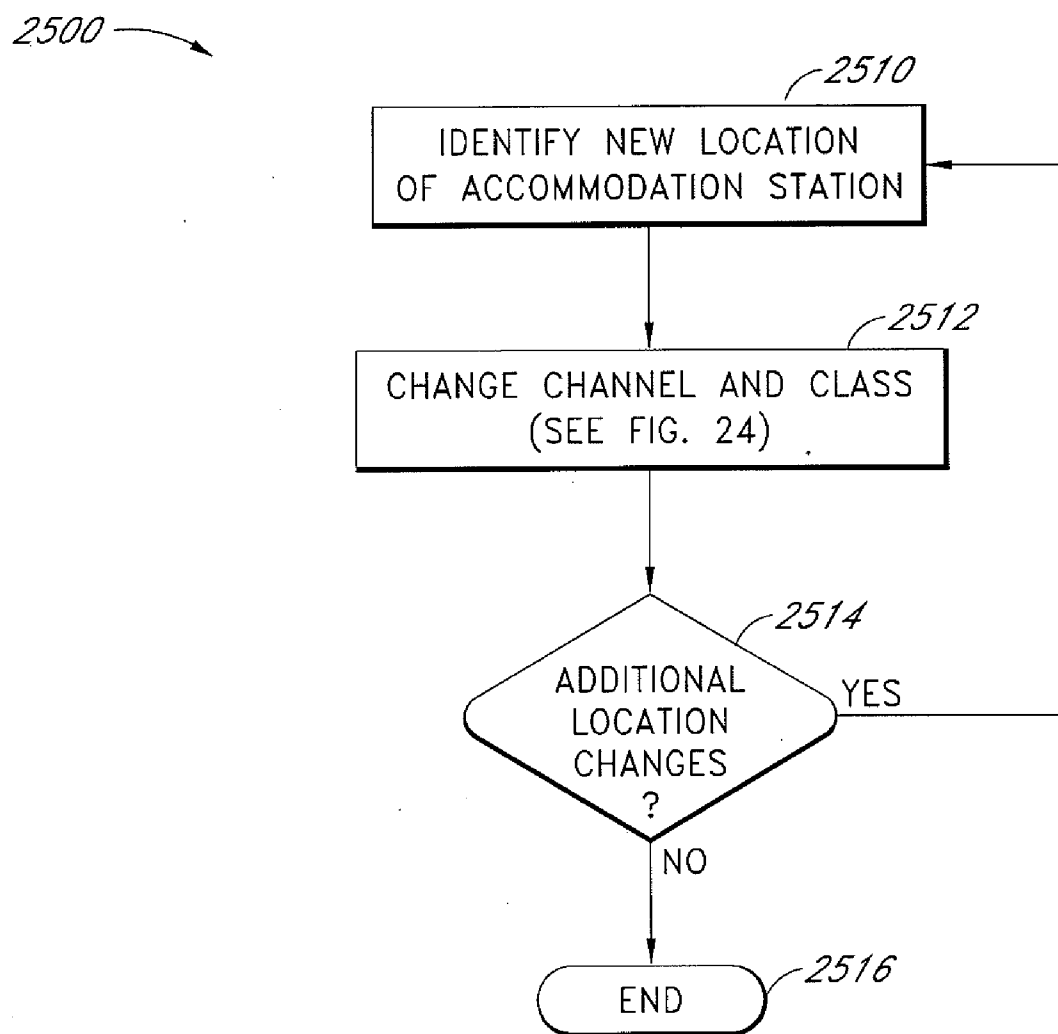 2500
2510
IDENTIFY NEW LOCATION
OF ACCOMMODATION STATION
2512
CHANGE CHANNEL AND CLASS
(SEE FIG. 24)
2514
ADDITIONAL
LOCATION
CHANGES
?
YES
NO
END
2516